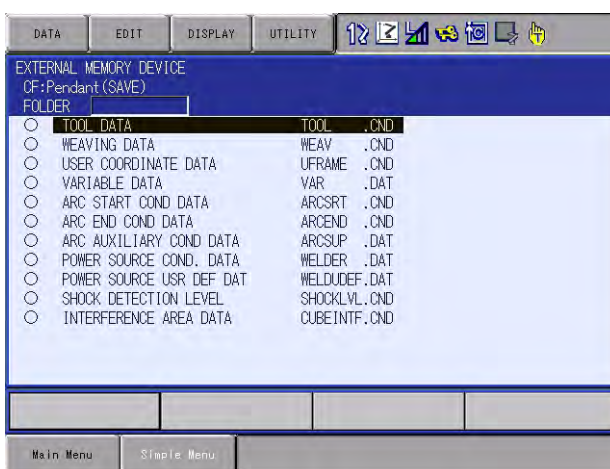 DATA EDIT DISPLAY UTILITY
EXTERNAL MEMORY DEVICE
CF:Pendant(SAVE)
FOLDER
TOOL DATA TOOL .CND
WEAVING DATA WEAV .CND
USER COORDINATE DATA UFRAME .CND
VARIABLE DATA VAR .DAT
ARC START COND DATA ARCSRT .CND
ARC END COND DATA ARCEND .CND
ARC AUXILIARY COND DATA ARCSUP .DAT
POWER SOURCE COND. DATA WELDER .DAT
POWER SOURCE USR DEF DAT WELDUDEF.DAT
SHOCK DETECTION LEVEL SHOCKLVL.CND
INTERFERENCE AREA DATA CUBEINTF.CND
Main Menu Simple Menu